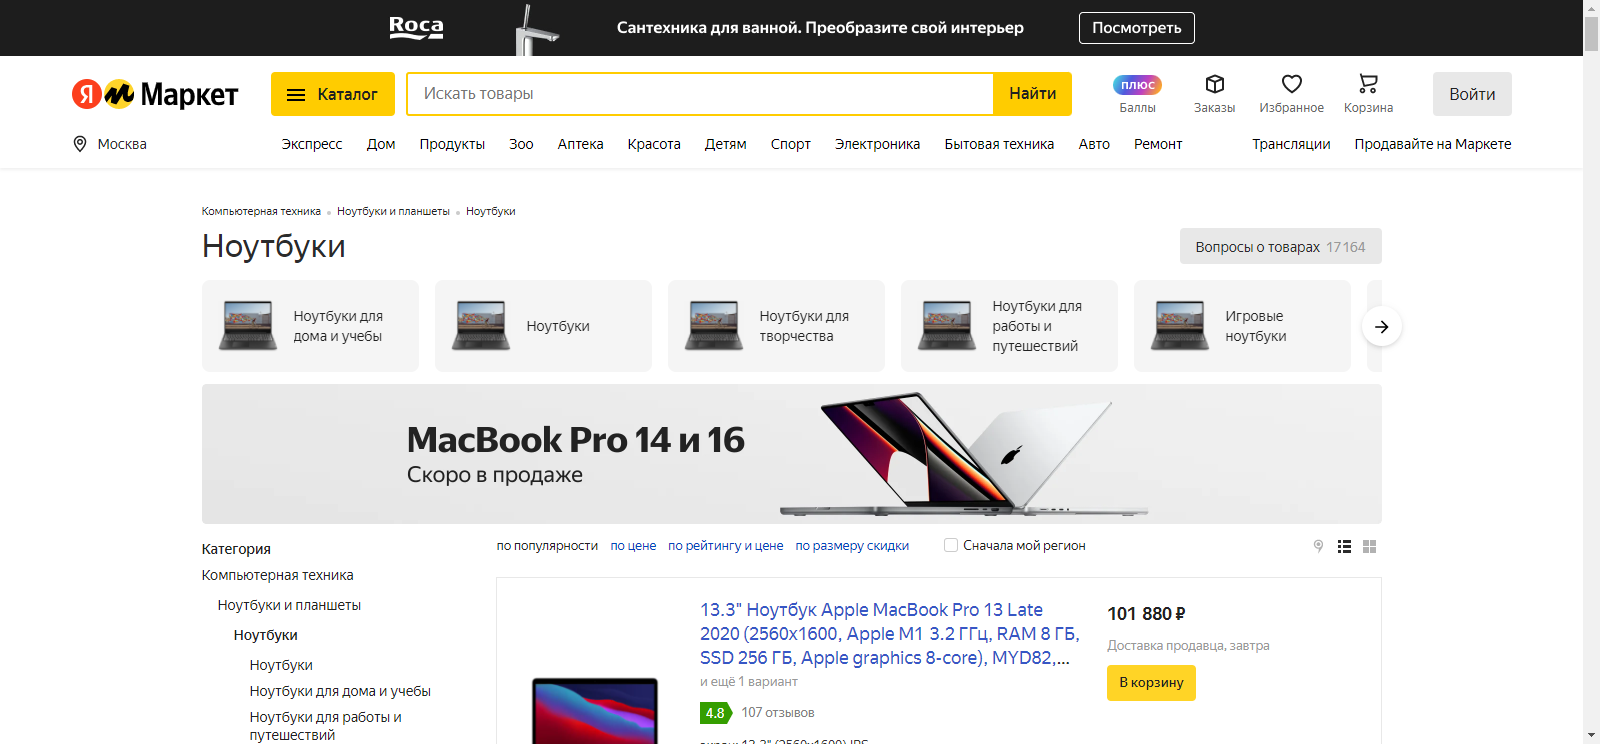 Roca
Сантехника для ванной. Преобразите свой интерьер
Посмотреть
Я Маркет
Каталог
Искать товары
Найти
плюс
Баллы
Заказы
Избранное
Корзина
Войти
Москва
Экспресс Дом Продукты Зоо Аптека Красота Детям Спорт Электроника Бытовая техника Авто Ремонт Трансляции Продавайте на Маркете
Компьютерная техника Ноутбуки и планшеты Ноутбуки
Ноутбуки
Вопросы о товарах 17 164
Ноутбуки для
дома и учебы
Ноутбуки
Ноутбуки для
творчества
Ноутбуки для
работы и
путешествий
Игровые
ноутбуки
MacBook Pro 14 и 16
Скоро в продаже
Категория
Компьютерная техника
Ноутбуки и планшеты
Ноутбуки
Ноутбуки
Ноутбуки для дома и учебы
Ноутбуки для работы и
путешествий
по популярности по цене по рейтингу и цене по размеру скидки Сначала мой регион
13.3" Ноутбук Apple MacBook Pro 13 Late
2020 (2560x1600, Apple M1 3.2 ГГц, RAM 8 ГБ,
SSD 256 ГБ, Apple graphics 8-core), MYD82,...
и ещё 1 вариант
4.8 107 отзывов
101 880 ₽
Доставка продавца, завтра
В корзину